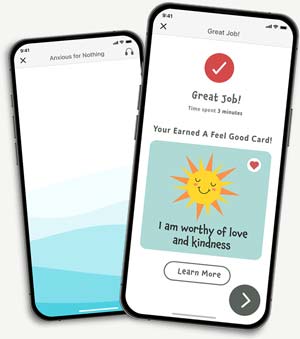 9:41
Anxious for Nothing
9:41
Great Job!
Great Job!
Time spent 3 minutes
Your Earned A Feel Good Card!
I am worthy of love
and kindness
Learn More